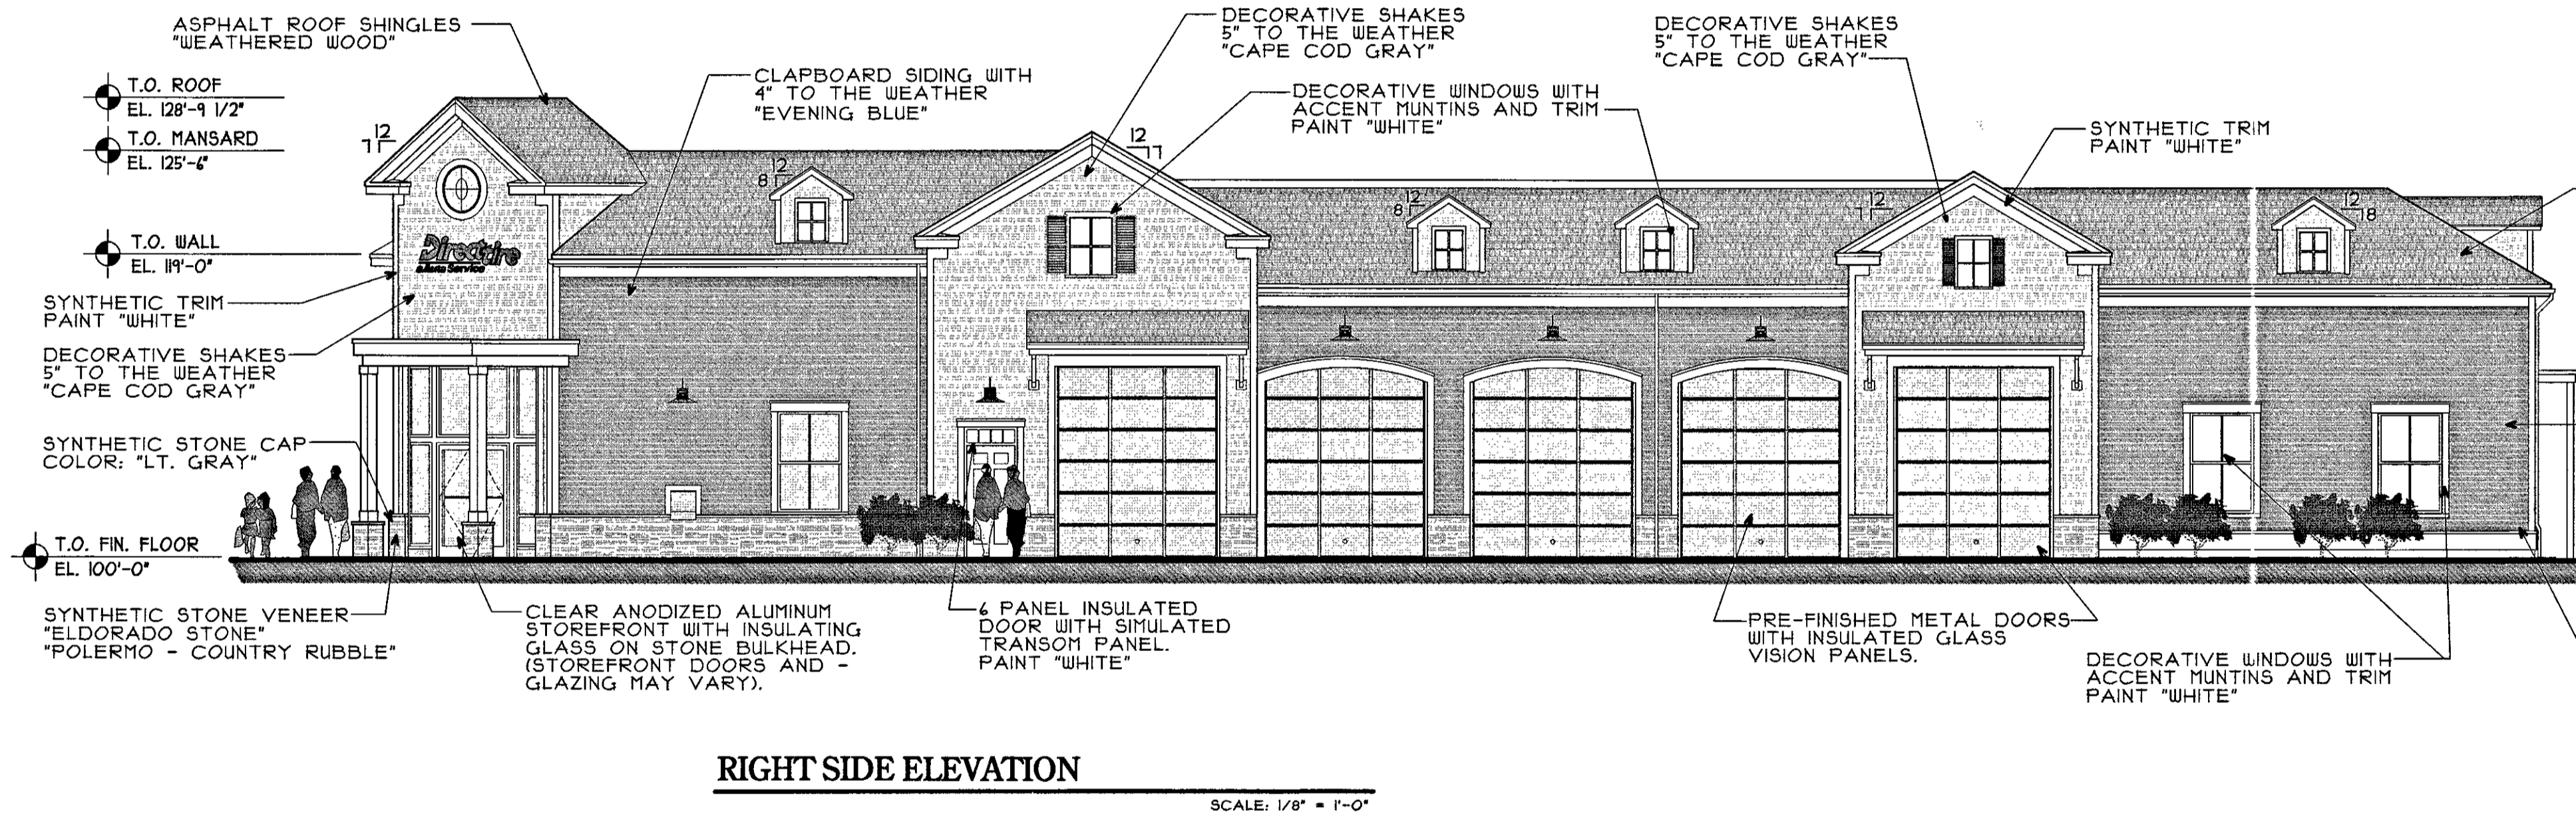 ASPHALT ROOF SHINGLES
"WEATHERED WOOD"
T.O. ROOF
EL. 128'-9 1/2"
T.O. MANSARD
EL. 125'-6"
T.O. WALL
EL. 119'-0"
SYNTHETIC TRIM
PAINT "WHITE"
DECORATIVE SHAKES
5" TO THE WEATHER
"CAPE COD GRAY"
SYNTHETIC STONE CAP
COLOR: "LT. GRAY"
T.O. FIN. FLOOR
EL. 100'-0"
SYNTHETIC STONE VENEER
"ELDORADO STONE"
"POLERMO - COUNTRY RUBBLE"
12
7
Direct tire
& Auto Service
CLAPBOARD SIDING WITH
4" TO THE WEATHER
"EVENING BLUE"
12
8
DECORATIVE SHAKES
5" TO THE WEATHER
"CAPE COD GRAY"
12
7
DECORATIVE WINDOWS WITH
ACCENT MUNTINS AND TRIM
PAINT "WHITE"
12
8
DECORATIVE SHAKES
5" TO THE WEATHER
"CAPE COD GRAY"
12
7
SYNTHETIC TRIM
PAINT "WHITE"
12
8
CLEAR ANODIZED ALUMINUM
STOREFRONT WITH INSULATING
GLASS ON STONE BULKHEAD.
(STOREFRONT DOORS AND -
GLAZING MAY VARY).
6 PANEL INSULATED
DOOR WITH SIMULATED
TRANSOM PANEL.
PAINT "WHITE"
PRE-FINISHED METAL DOORS
WITH INSULATED GLASS
VISION PANELS.
DECORATIVE WINDOWS WITH
ACCENT MUNTINS AND TRIM
PAINT "WHITE"
RIGHT SIDE ELEVATION
SCALE: 1/8" = 1'-0"